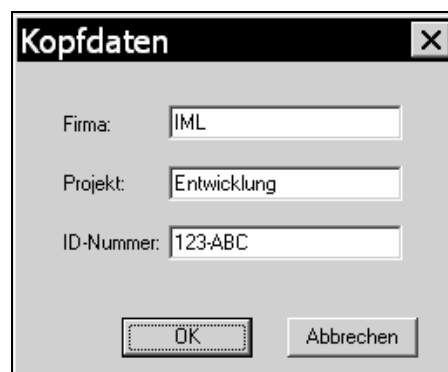 Kopfdaten
Firma: IML
Projekt: Entwicklung
ID-Nummer: 123-ABC
OK Abbrechen